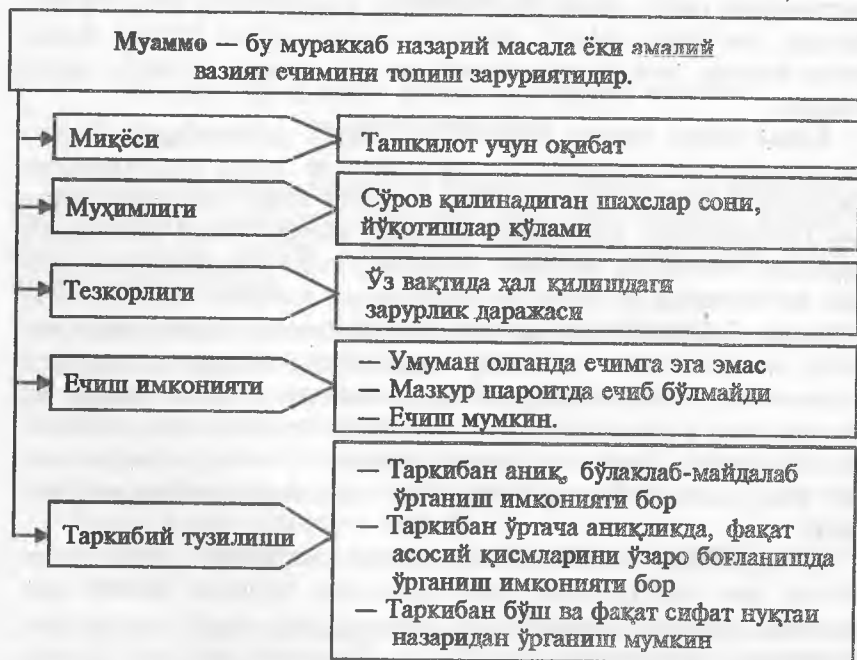 Муаммо — бу мураккаб назарий масала ёки амалий
вазият ечимини топиш заруриятидир.
Миқёси
Ташкилот учун оқибат
Муҳимлиги
Сўров қилинадиган шахслар сони,
йўқотишлар кўлами
Тезкорлиги
Ўз вақтида ҳал қилишдаги
зарурлик даражаси
Ечиш имконияти
— Умуман олганда ечимга эга эмас
— Мазкур шароитда ечиб бўлмайди
— Ечиш мумкин.
Таркибий тузилиши
— Таркибан аниқ, бўлаклаб-майдалаб
ўрганиш имконияти бор
— Таркибан ўртача аниқликда, фақат
асосий қисмларини ўзаро боғланишда
ўрганиш имконияти бор
— Таркибан бўш ва фақат сифат нуқтаи
назаридан ўрганиш мумкин